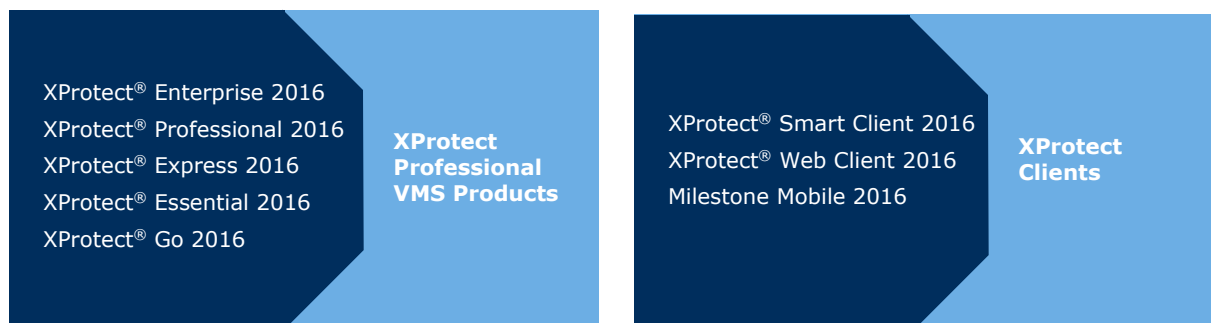 XProtect® Enterprise 2016
XProtect® Professional 2016
XProtect® Express 2016
XProtect® Essential 2016
XProtect® Go 2016
XProtect
Professional
VMS Products
XProtect® Smart Client 2016
XProtect® Web Client 2016
Milestone Mobile 2016
XProtect
Clients